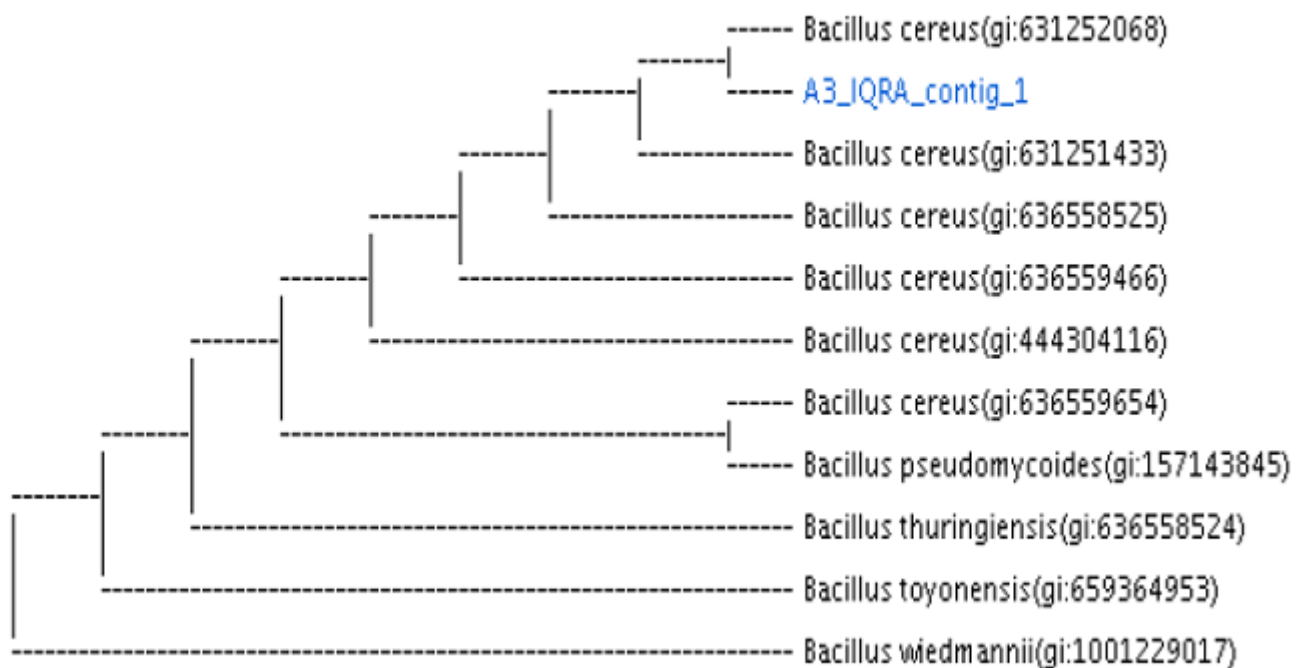 Bacillus cereus(gi:631252068)
A3_IQRA_contig_1
Bacillus cereus(gi:631251433)
Bacillus cereus(gi:636558525)
Bacillus cereus(gi:636559466)
Bacillus cereus(gi:444304116)
Bacillus cereus(gi:636559654)
Bacillus pseudomycoides(gi:157143845)
Bacillus thuringiensis(gi:636558524)
Bacillus toyonensis(gi:659364953)
Bacillus wiedmannii(gi:1001229017)